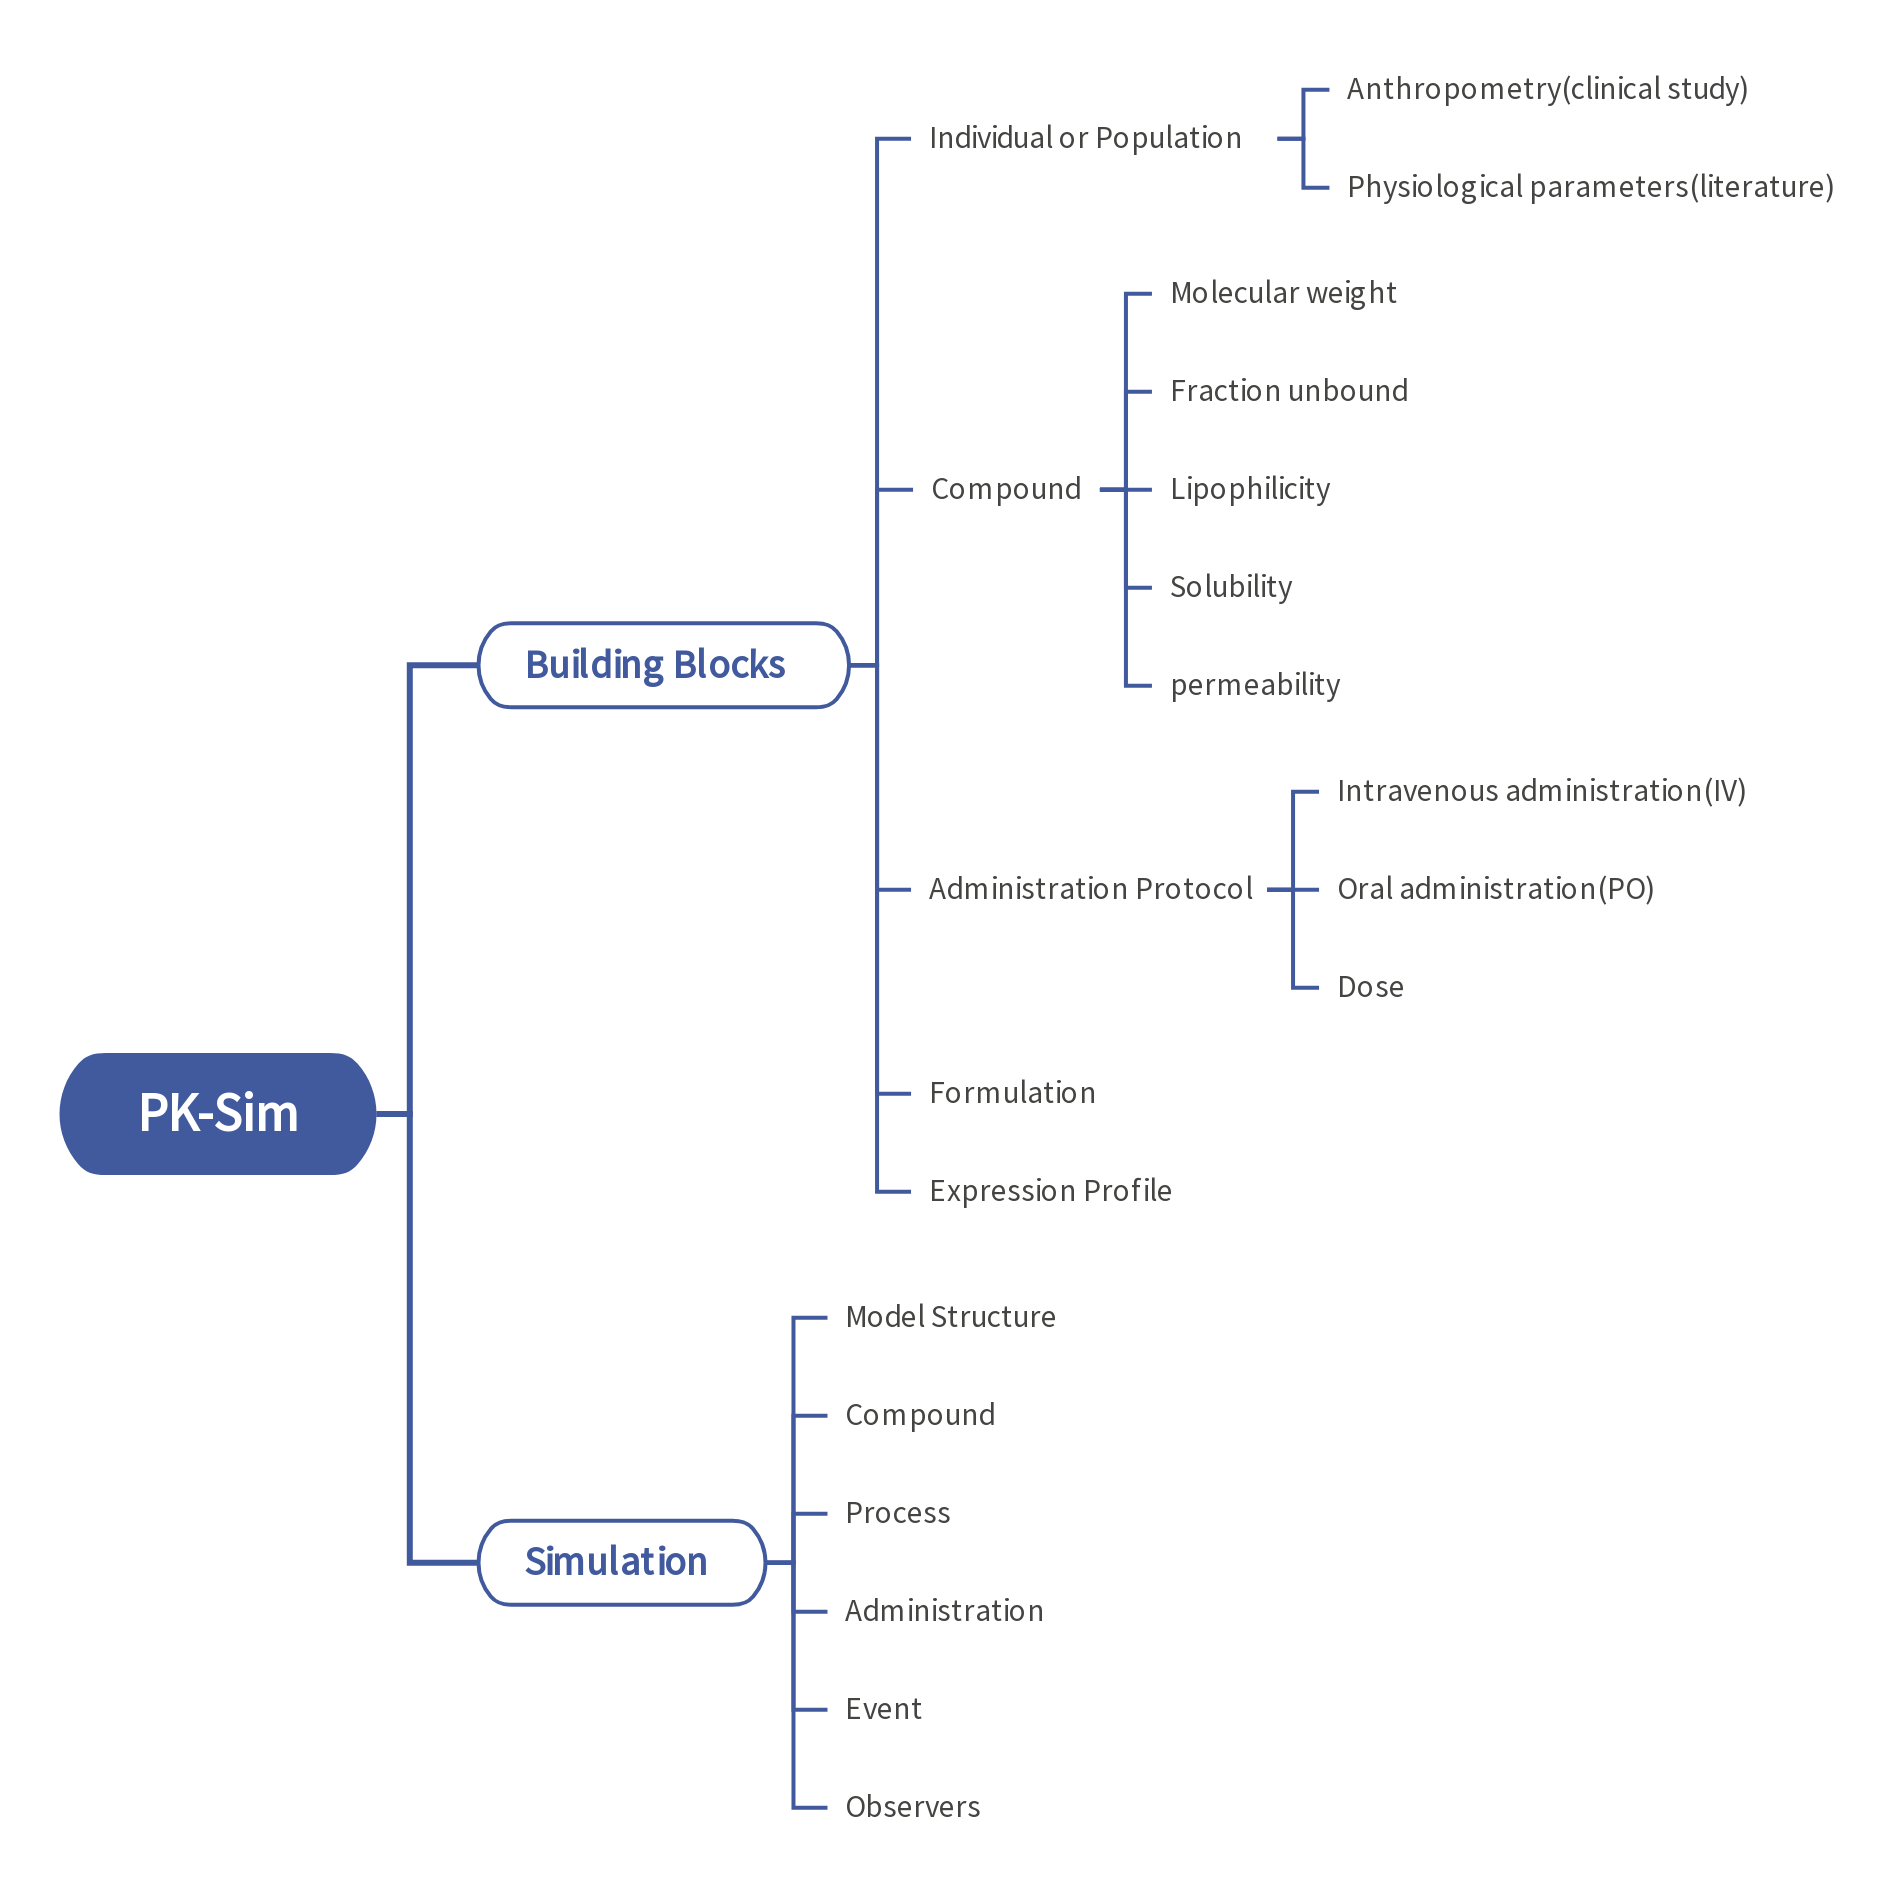 PK-Sim
Building Blocks
Individual or Population
Anthropometry(clinical study)
Physiological parameters(literature)
Compound
Molecular weight
Fraction unbound
Lipophilicity
Solubility
permeability
Administration Protocol
Intravenous administration(IV)
Oral administration(PO)
Dose
Formulation
Expression Profile
Simulation
Model Structure
Compound
Process
Administration
Event
Observers